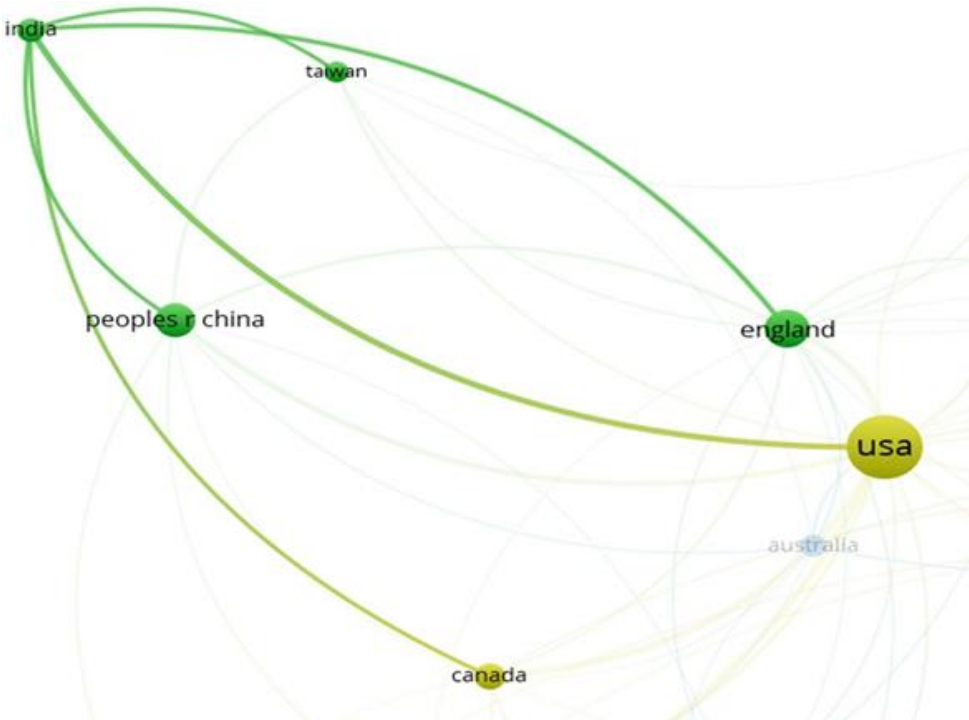 india
taiwan
peoples r china
england
usa
australia
canada